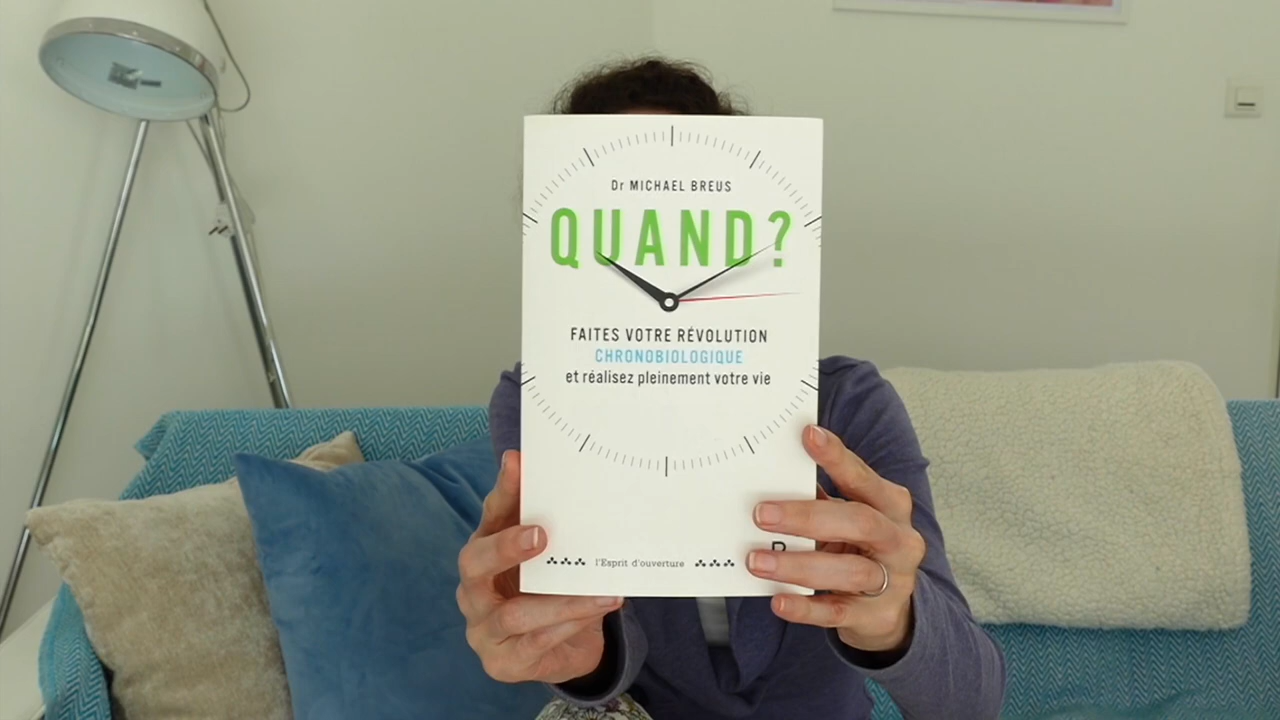 Dr MICHAEL BREUS
QUAND?
FAITES VOTRE RÉVOLUTION
CHRONOBIOLOGIQUE
et réalisez pleinement votre vie
l'Esprit d'ouverture